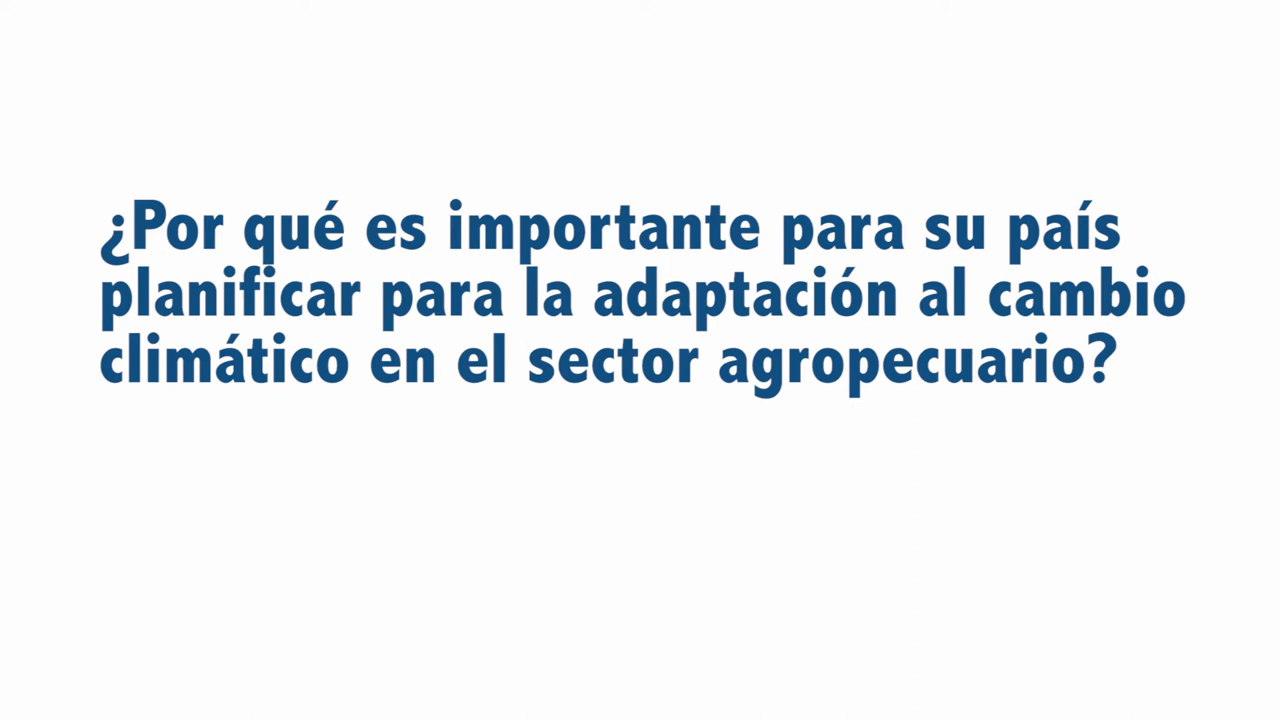 ¿Por qué es importante para su país
planificar para la adaptación al cambio
climático en el sector agropecuario?